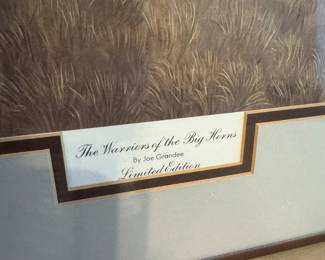 The Warriors of the Big Horns
By Joe Grandee
Limited Edition